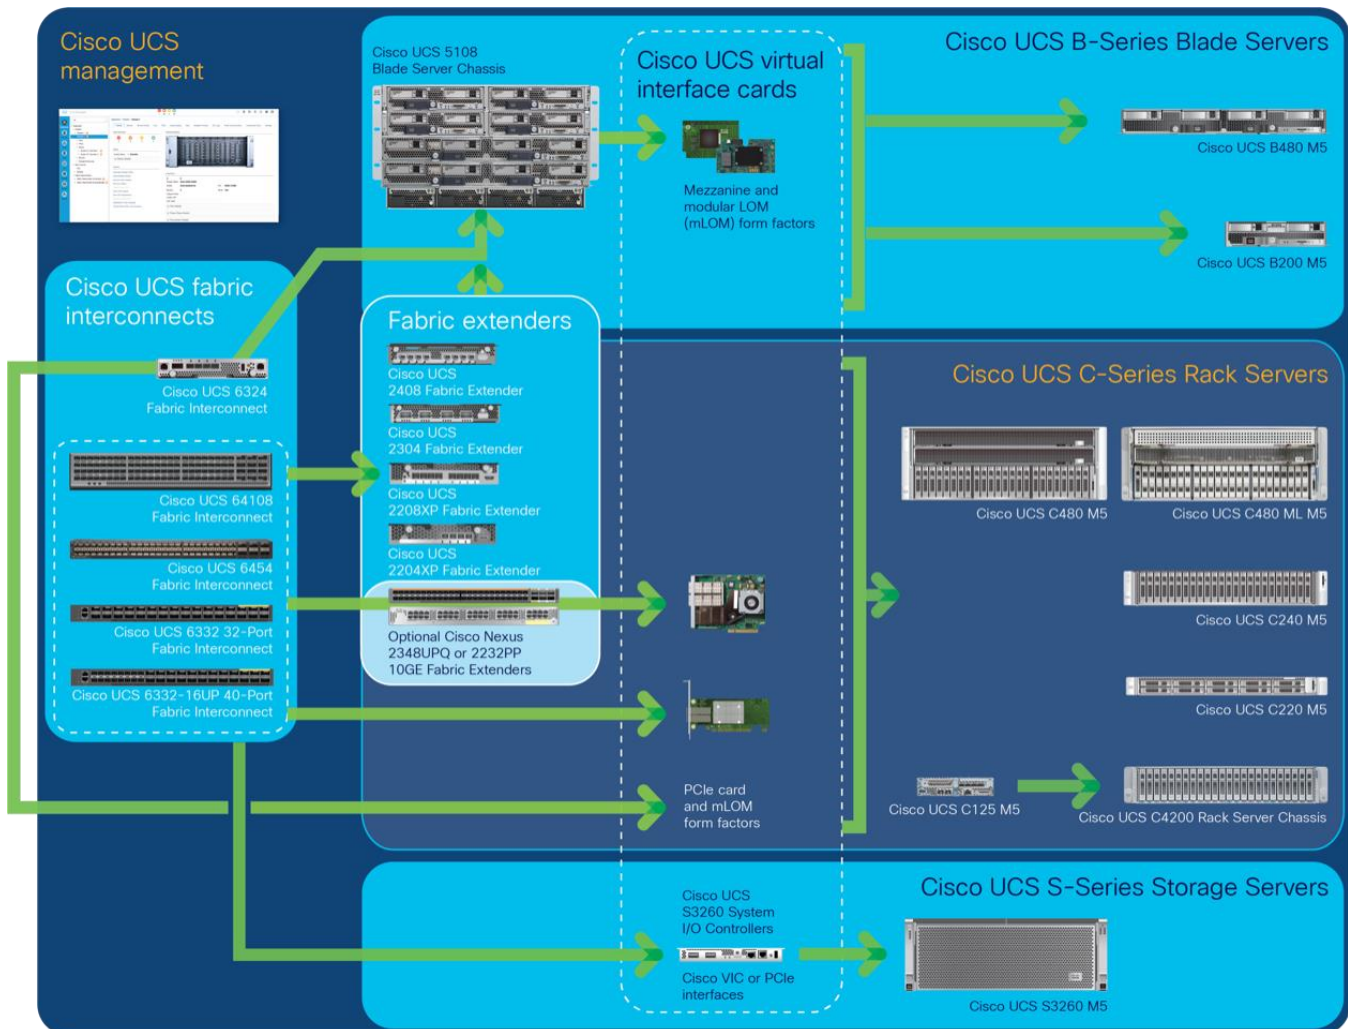 Cisco UCS
management
Cisco UCS 5108
Blade Server Chassis
Cisco UCS virtual
interface cards
Mezzanine and
modular LOM
(mLOM) form factors
Cisco UCS B-Series Blade Servers
Cisco UCS B480 M5
Cisco UCS B200 M5
Cisco UCS fabric
interconnects
Cisco UCS 6324
Fabric Interconnect
Cisco UCS 64108
Fabric Interconnect
Cisco UCS 6454
Fabric Interconnect
Cisco UCS 6332 32-Port
Fabric Interconnect
Cisco UCS 6332-16UP 40-Port
Fabric Interconnect
Fabric extenders
Cisco UCS
2408 Fabric Extender
Cisco UCS
2304 Fabric Extender
Cisco UCS
2208XP Fabric Extender
Cisco UCS
2204XP Fabric Extender
Optional Cisco Nexus
2348UPQ or 2232PP
10GE Fabric Extenders
PCIe card
and mLOM
form factors
Cisco UCS C-Series Rack Servers
Cisco UCS C480 M5
Cisco UCS C480 ML M5
Cisco UCS C240 M5
Cisco UCS C220 M5
Cisco UCS C125 M5
Cisco UCS C4200 Rack Server Chassis
Cisco UCS S-Series Storage Servers
Cisco UCS
S3260 System
I/O Controllers
Cisco VIC or PCIe
interfaces
Cisco UCS S3260 M5